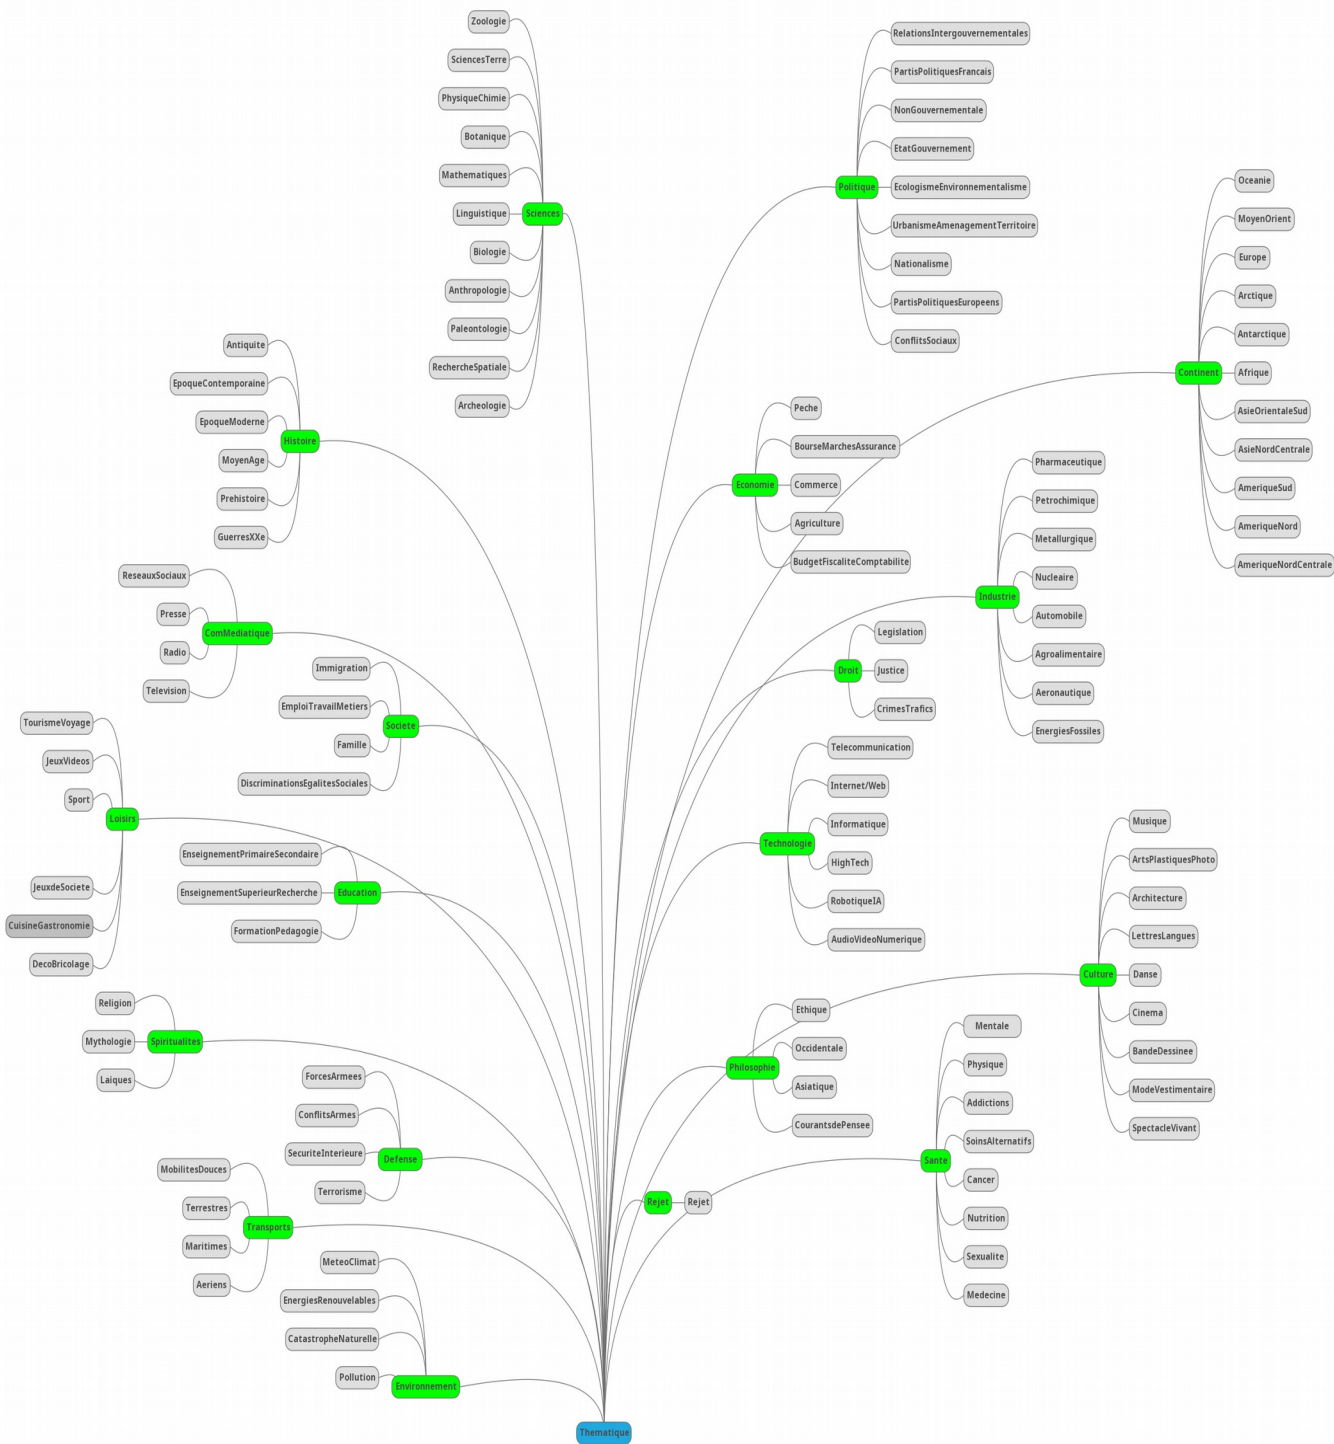 Zoologie
SciencesTerre
PhysiqueChimie
Botanique
Mathematiques
Linguistique
Sciences
Biologie
Anthropologie
Paleontologie
RechercheSpatiale
Archeologie
Antiquite
EpoqueContemporaine
EpoqueModerne
Histoire
MoyenAge
Prehistoire
GuerresXXe
ReseauxSociaux
Presse
ComMediatique
Radio
Television
Immigration
EmploiTravailMetiers
Societe
Famille
DiscriminationsEgalitesSociales
TourismeVoyage
JeuxVideos
Sport
Loisirs
JeuxdeSociete
CuisineGastronomie
DecoBricolage
EnseignementPrimaireSecondaire
EnseignementSuperieurRecherche
Education
FormationPedagogie
Religion
Mythologie
Spiritualites
Laiques
ForcesArmees
ConflitsArmes
SecuriteInterieure
Defense
Terrorisme
MobilitesDouces
Terrestres
Transports
Maritimes
Aeriens
MeteoClimat
EnergiesRenouvelables
CatastropheNaturelle
Pollution
Environnement
RelationsIntergouvernementales
PartisPolitiquesFrancais
NonGouvernementale
EtatGouvernement
Politique
EcologismeEnvironnementalisme
UrbanismeAmenagementTerritoire
Nationalisme
PartisPolitiquesEuropeens
ConflitsSociaux
Oceanie
MoyenOrient
Europe
Arctique
Antarctique
Continent
Afrique
AsieOrientaleSud
AsieNordCentrale
AmeriqueSud
AmeriqueNord
AmeriqueNordCentrale
Peche
BourseMarchesAssurance
Economie
Commerce
Agriculture
BudgetFiscaliteComptabilite
Pharmaceutique
Petrochimique
Metallurgique
Nucleaire
Industrie
Automobile
Agroalimentaire
Aeronautique
EnergiesFossiles
Legislation
Droit
Justice
CrimesTrafics
Telecommunication
Internet/Web
Informatique
Technologie
HighTech
RobotiqueIA
AudioVideoNumerique
Musique
ArtsPlastiquesPhoto
Architecture
LettresLangues
Culture
Danse
Cinema
BandeDessinee
ModeVestimentaire
SpectacleVivant
Ethique
Occidentale
Philosophie
Asiatique
CourantsdePensee
Mentale
Physique
Addictions
SoinsAlternatifs
Sante
Cancer
Nutrition
Sexualite
Medecine
Rejet
Rejet
Thematique